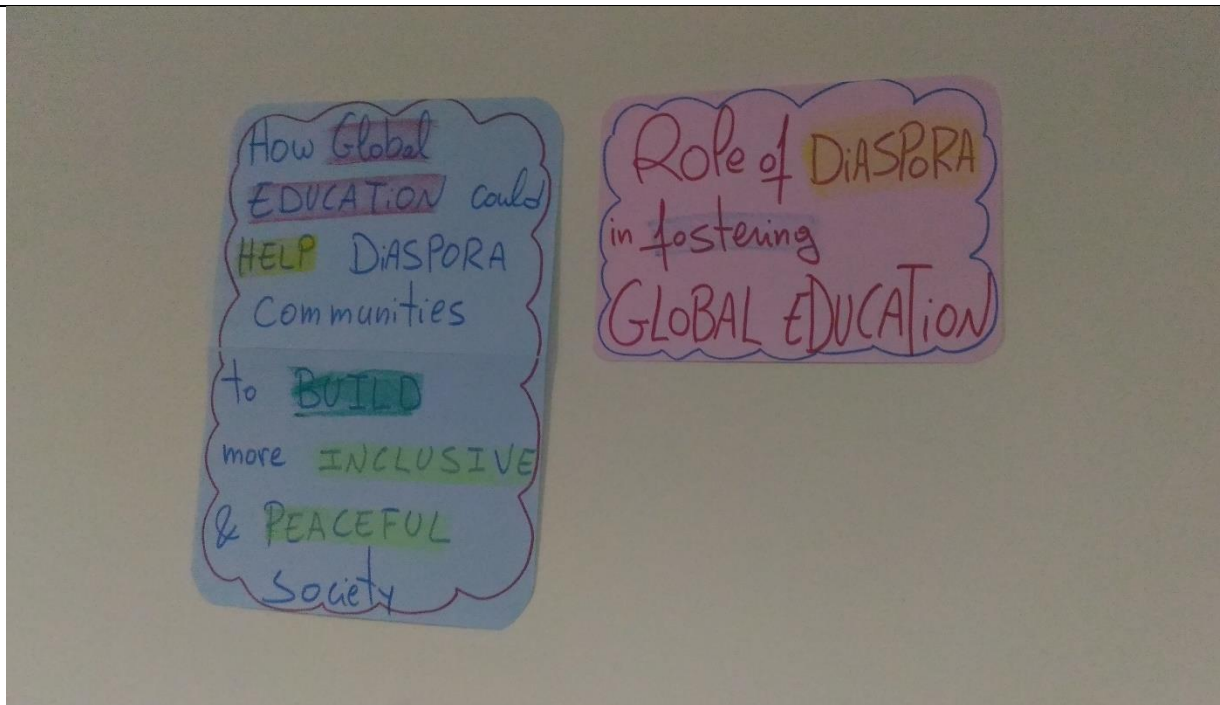 How Global
EDUCATiON could
HELP DiASPORA
Communities
to BUILD
more INCLUSIVE
& PEACEFUL
Society
Role of DiASPoRA
in fostering
GLOBAL EDUCATiON